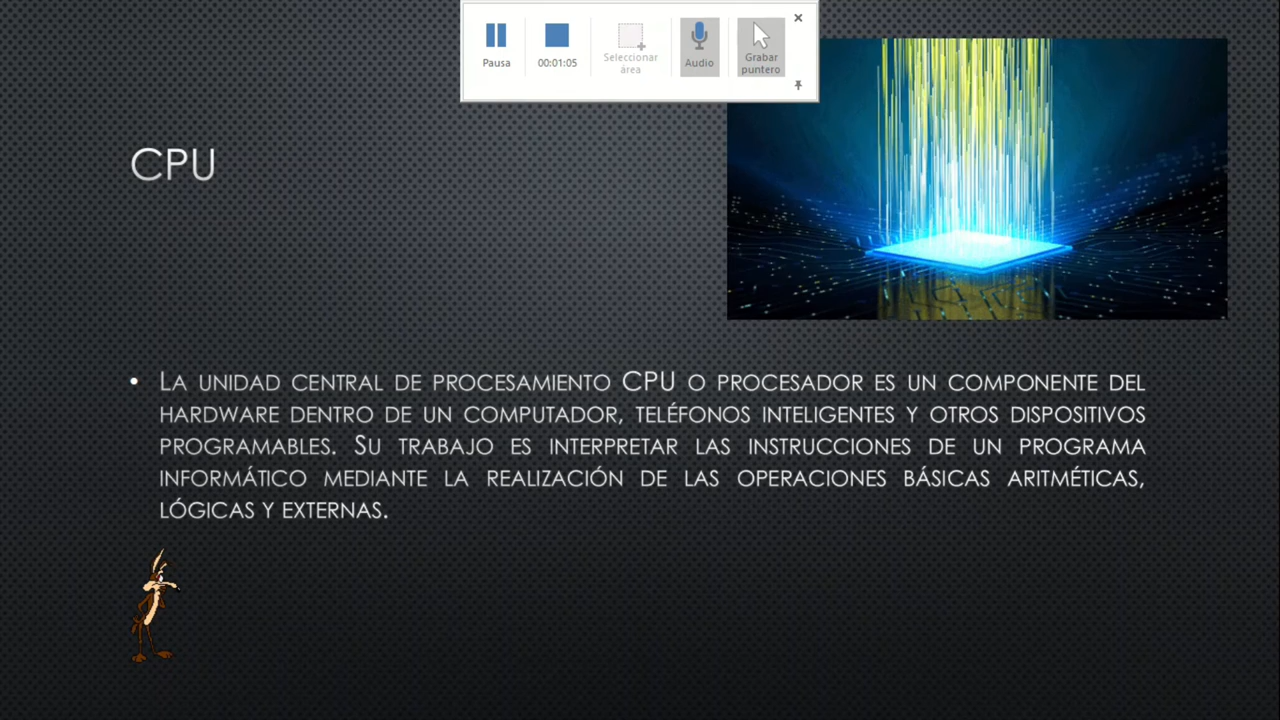 Pausa
00:01:05
Seleccionar
área
Audio
Grabar
puntero
CPU
• La unidad central de procesamiento CPU o procesador es un componente del
hardware dentro de un computador, teléfonos inteligentes y otros dispositivos
programables. Su trabajo es interpretar las instrucciones de un programa
informático mediante la realización de las operaciones básicas aritméticas,
lógicas y externas.